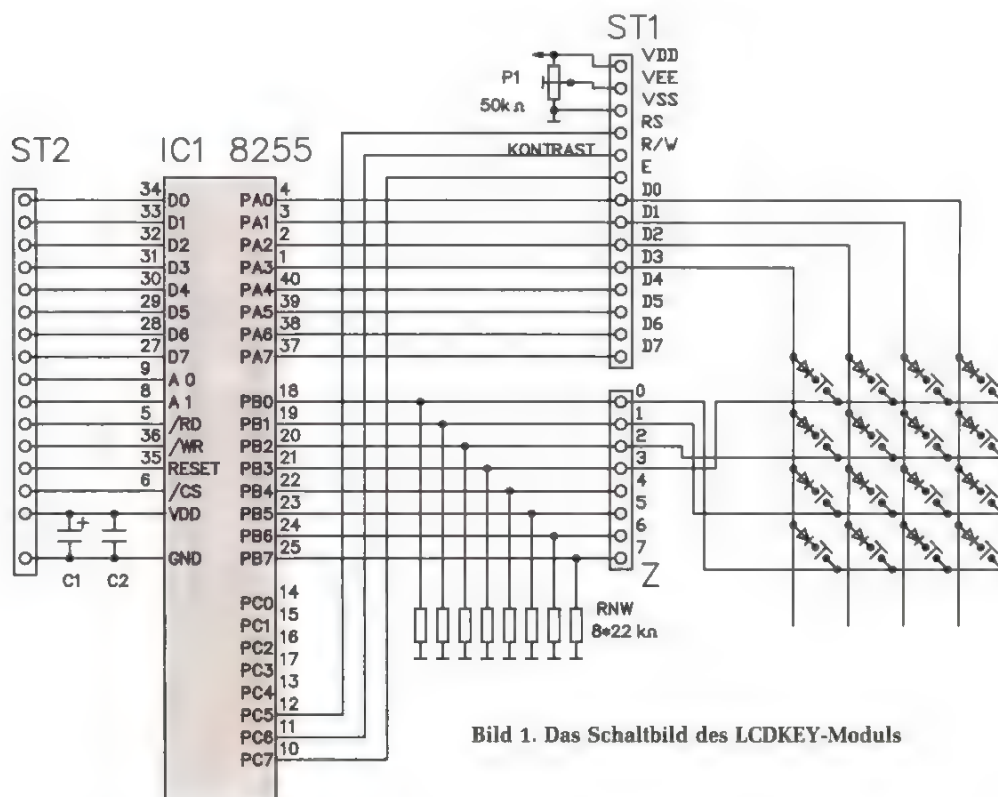 ST1
VDD
VEE
VSS
RS
R/W
E
D0
D1
D2
D3
D4
D5
D6
D7
P1
50kΩ
KONTRAST
ST2
IC1 8255
34 D0 PA0 4
33 D1 PA1 3
32 D2 PA2 2
31 D3 PA3 1
30 D4 PA4 40
29 D5 PA5 39
28 D6 PA6 38
27 D7 PA7 37
9 A0
8 A1 PB0 18
5 /RD PB1 19
36 /WR PB2 20
35 RESET PB3 21
6 /CS PB4 22
VDD PB5 23
PB6 24
GND PB7 25
+
C1 C2
PC0 14
PC1 15
PC2 16
PC3 17
PC4 13
PC5 12
PC6 11
PC7 10
0
1
2
3
4
5
6
7
Z
RNW
8*22 kΩ
Bild 1. Das Schaltbild des LCDKEY-Moduls